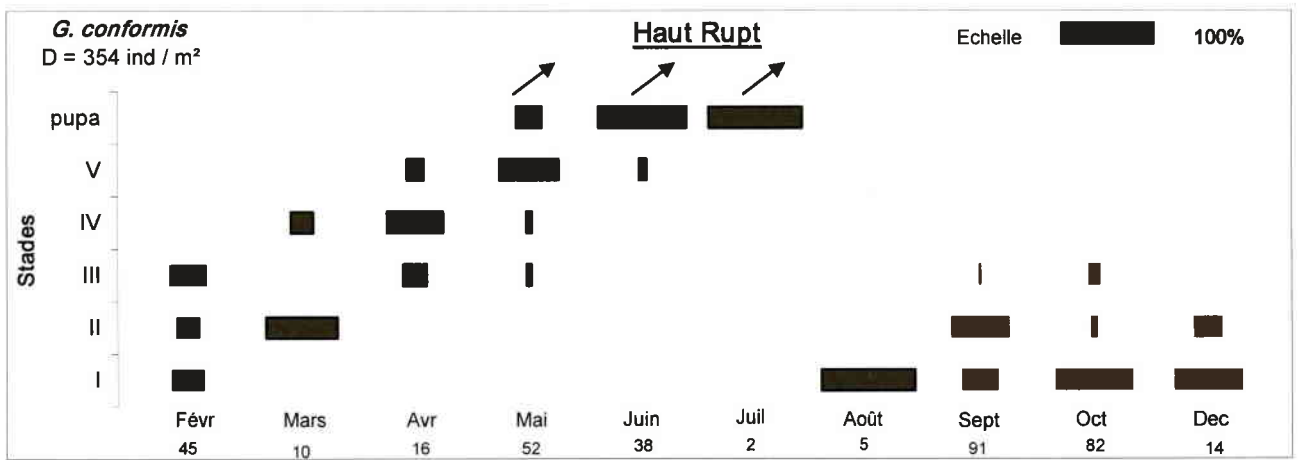 G. conformis
D = 354 ind / m²
Haut Rupt
Echelle 100%
Stades
pupa
V
IV
III
II
I
Févr Mars Avr Mai Juin Juil Août Sept Oct Dec
45 10 16 52 38 2 5 91 82 14